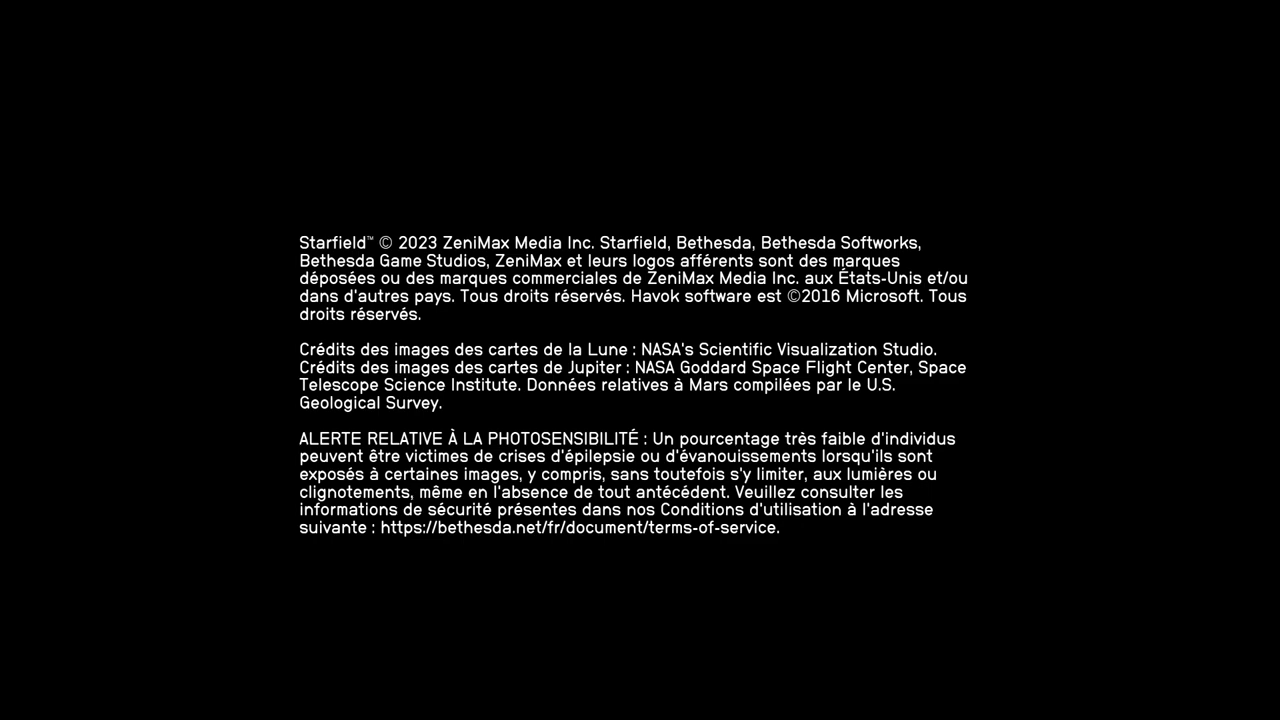 Starfield™ © 2023 ZeniMax Media Inc. Starfield, Bethesda, Bethesda Softworks,
Bethesda Game Studios, ZeniMax et leurs logos afférents sont des marques
déposées ou des marques commerciales de ZeniMax Media Inc. aux États-Unis et/ou
dans d'autres pays. Tous droits réservés. Havok software est ©2016 Microsoft. Tous
droits réservés.
Crédits des images des cartes de la Lune : NASA's Scientific Visualization Studio.
Crédits des images des cartes de Jupiter : NASA Goddard Space Flight Center, Space
Telescope Science Institute. Données relatives à Mars compilées par le U.S.
Geological Survey.
ALERTE RELATIVE À LA PHOTOSENSIBILITÉ : Un pourcentage très faible d'individus
peuvent être victimes de crises d'épilepsie ou d'évanouissements lorsqu'ils sont
exposés à certaines images, y compris, sans toutefois s'y limiter, aux lumières ou
clignotements, même en l'absence de tout antécédent. Veuillez consulter les
informations de sécurité présentes dans nos Conditions d'utilisation à l'adresse
suivante : https://bethesda.net/fr/document/terms-of-service.